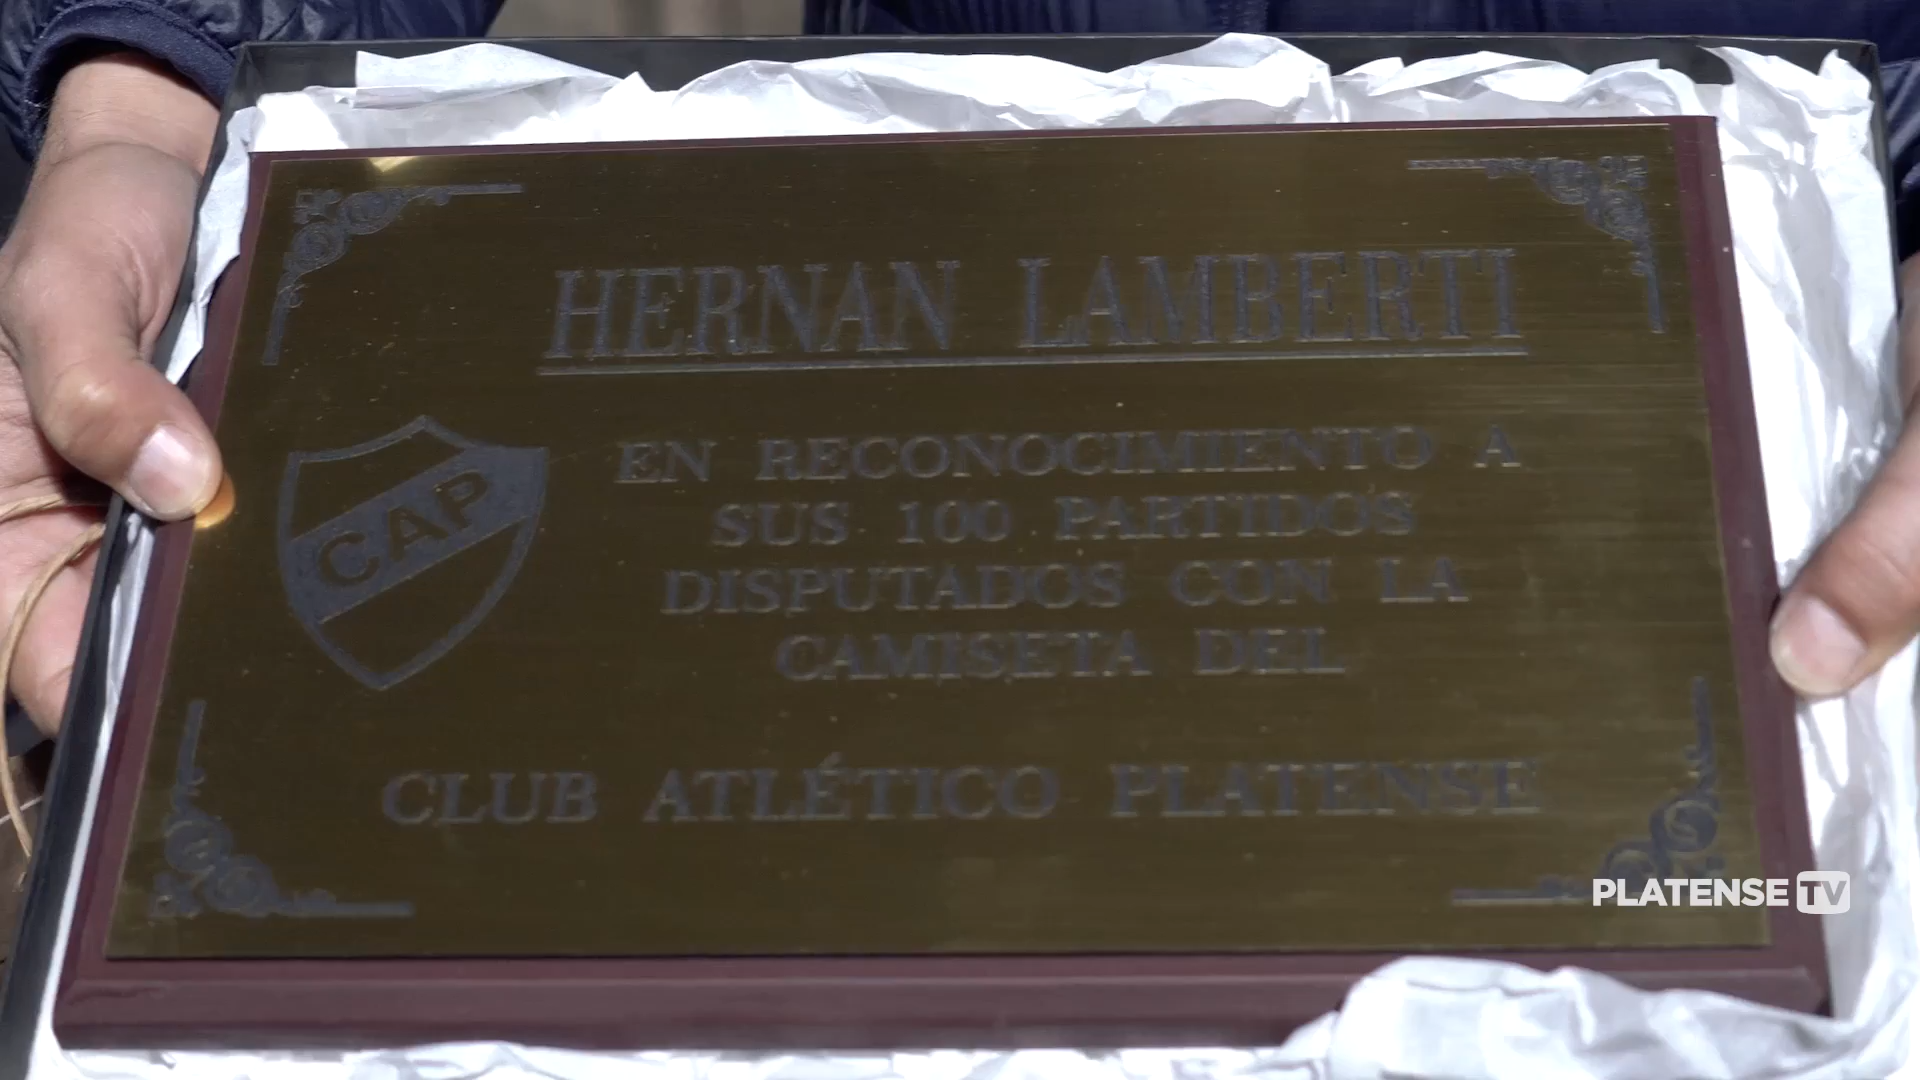 HERNAN LAMBERTI
CAP
EN RECONOCIMIENTO A
SUS 100 PARTIDOS
DISPUTADOS CON LA
CAMISETA DEL
CLUB ATLÉTICO PLATENSE
PLATENSE TV